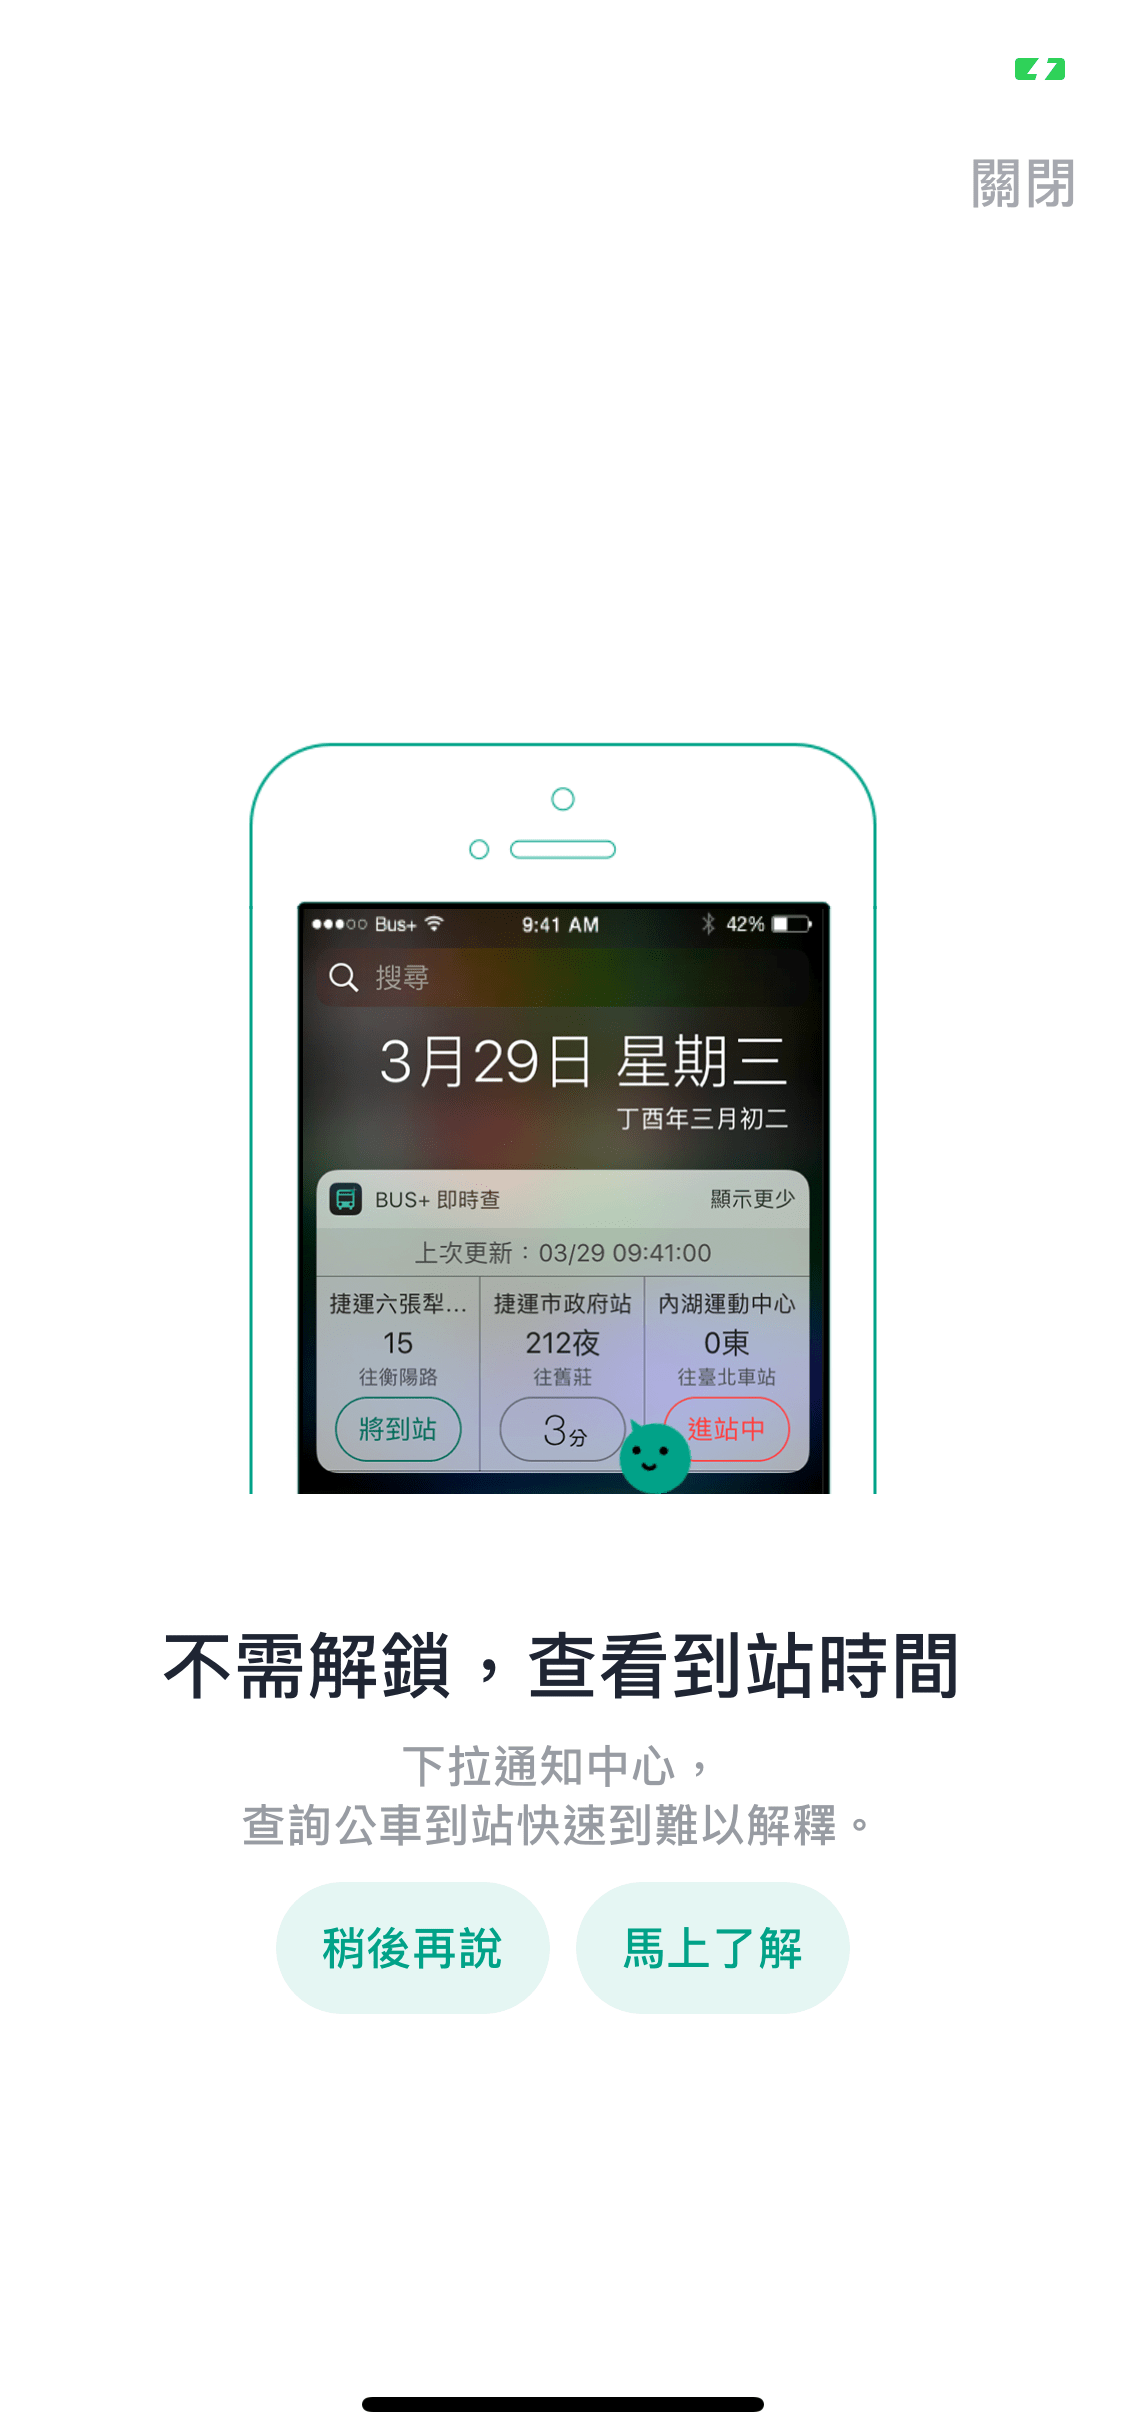 關閉
Bus+ 9:41 AM 42%
搜尋
3月29日 星期三
丁酉年三月初二
BUS+ 即時查 顯示更少
上次更新：03/29 09:41:00
捷運六張犁... 捷運市政府站 內湖運動中心
15 212夜 0東
往衡陽路 往舊莊 往臺北車站
將到站 3分 進站中
不需解鎖，查看到站時間
下拉通知中心，
查詢公車到站快速到難以解釋。
稍後再說 馬上了解